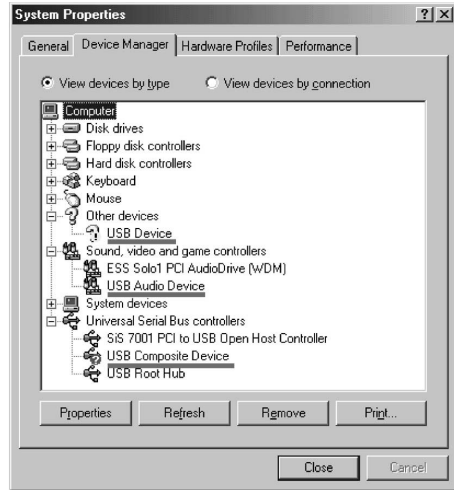 System Properties
General Device Manager Hardware Profiles Performance
View devices by type View devices by connection
Computer
Disk drives
Floppy disk controllers
Hard disk controllers
Keyboard
Mouse
Other devices
USB Device
Sound, video and game controllers
ESS Solo1 PCI AudioDrive (WDM)
USB Audio Device
System devices
Universal Serial Bus controllers
SiS 7001 PCI to USB Open Host Controller
USB Composite Device
USB Root Hub
Properties Refresh Remove Print...
Close Cancel